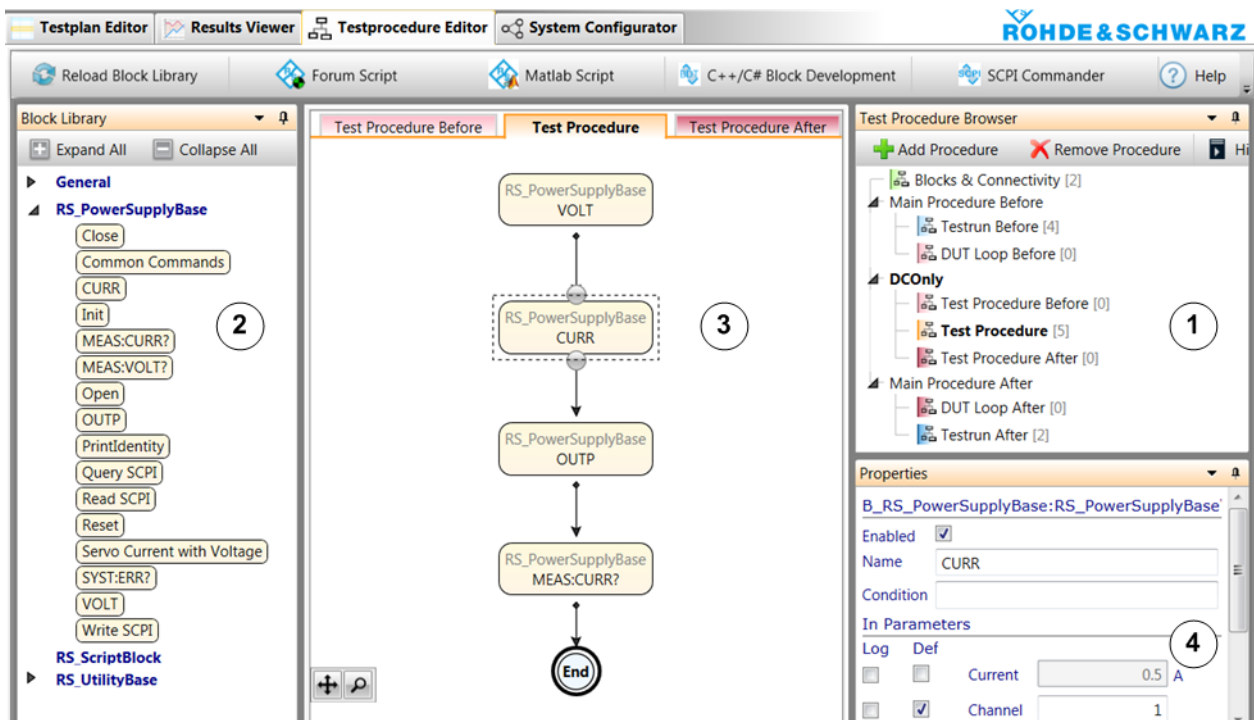 Testplan Editor
Results Viewer
Testprocedure Editor
System Configurator
ROHDE & SCHWARZ
Reload Block Library
Forum Script
Matlab Script
C++/C# Block Development
SCPI Commander
Help
Block Library
Expand All
Collapse All
General
RS_PowerSupplyBase
Close
Common Commands
CURR
Init
MEAS:CURR?
MEAS:VOLT?
Open
OUTP
PrintIdentity
Query SCPI
Read SCPI
Reset
Servo Current with Voltage
SYST:ERR?
VOLT
Write SCPI
RS_ScriptBlock
RS_UtilityBase
2
Test Procedure Before
Test Procedure
Test Procedure After
RS_PowerSupplyBase
VOLT
RS_PowerSupplyBase
CURR
3
RS_PowerSupplyBase
OUTP
RS_PowerSupplyBase
MEAS:CURR?
End
Test Procedure Browser
Add Procedure
Remove Procedure
Hi
Blocks & Connectivity [2]
Main Procedure Before
Testrun Before [4]
DUT Loop Before [0]
DCOnly
Test Procedure Before [0]
Test Procedure [5]
Test Procedure After [0]
Main Procedure After
DUT Loop After [0]
Testrun After [2]
1
Properties
B_RS_PowerSupplyBase:RS_PowerSupplyBase
Enabled
Name CURR
Condition
In Parameters
Log Def
Current 0.5 A
Channel 1
4